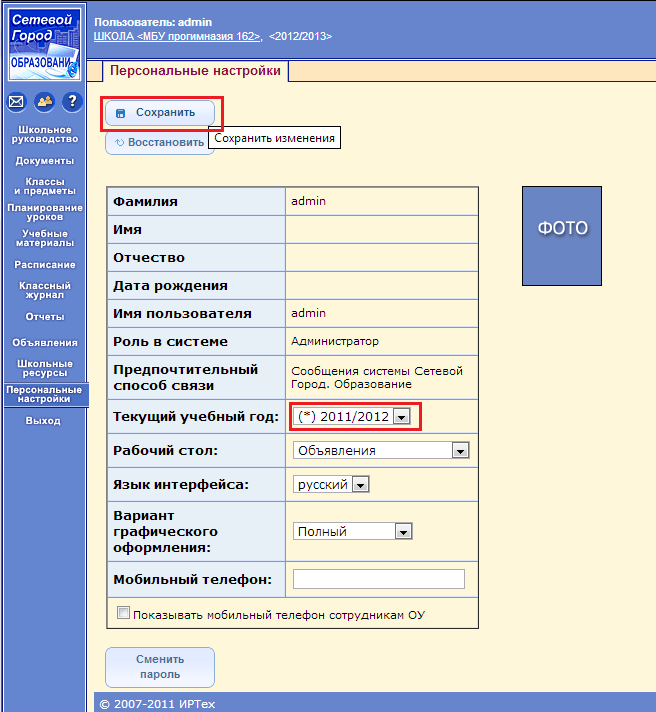 Сетевой
Город
ОБРАЗОВАНИ
Пользователь: admin
ШКОЛА <МБУ прогимназия 162>, <2012/2013>
Персональные настройки
?
Школьное
руководство
Документы
Классы
и предметы
Планирование
уроков
Учебные
материалы
Расписание
Классный
журнал
Отчеты
Объявления
Школьные
ресурсы
Персональные
настройки
Выход
Сохранить
Восстановить
Сохранить изменения
Фамилия admin
Имя
Отчество
Дата рождения
Имя пользователя admin
Роль в системе Администратор
Предпочтительный
способ связи
Сообщения системы Сетевой
Город. Образование
Текущий учебный год: (*) 2011/2012
Рабочий стол: Объявления
Язык интерфейса: русский
Вариант
графического
оформления:
Полный
Мобильный телефон:
Показывать мобильный телефон сотрудникам ОУ
ФОТО
Сменить
пароль
© 2007-2011 ИРТех